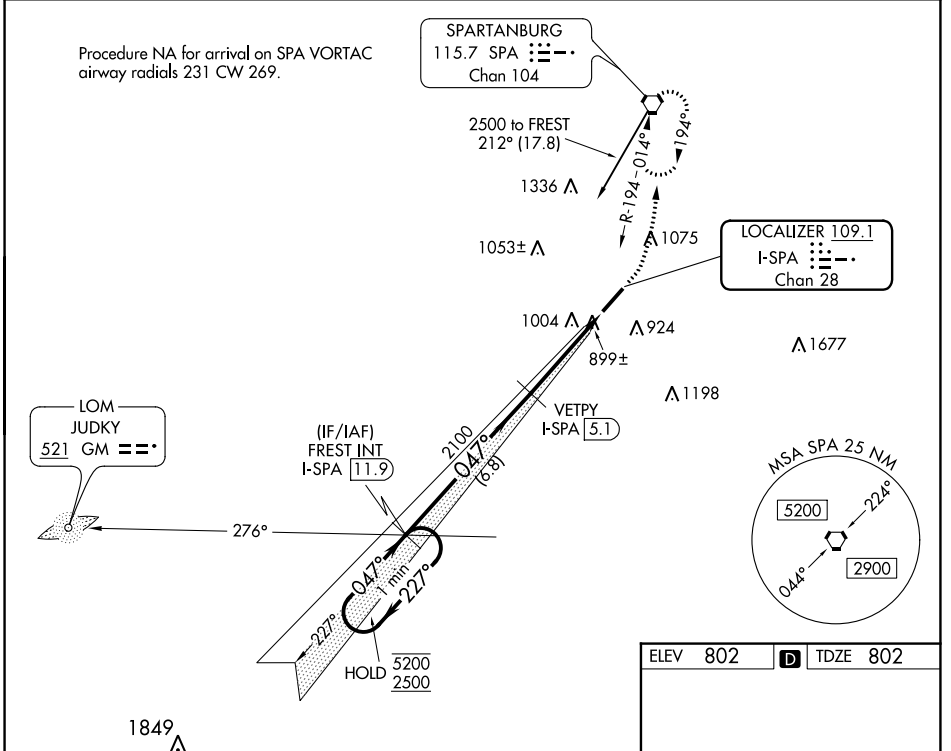 Procedure NA for arrival on SPA VORTAC
airway radials 231 CW 269.
SPARTANBURG
115.7 SPA
Chan 104
2500 to FREST
212° (17.8)
194°
R-194
014°
1336
1053±
1075
LOCALIZER 109.1
I-SPA
Chan 28
1004
924
899±
1677
1198
VETPY
I-SPA 5.1
LOM
JUDKY
521 GM
(IF/IAF)
FREST INT
I-SPA 11.9
2100
047°
(6.8)
276°
047°
1 min
227°
227°
HOLD 5200
2500
MSA SPA 25 NM
5200
224°
044°
2900
ELEV 802 D TDZE 802
1849